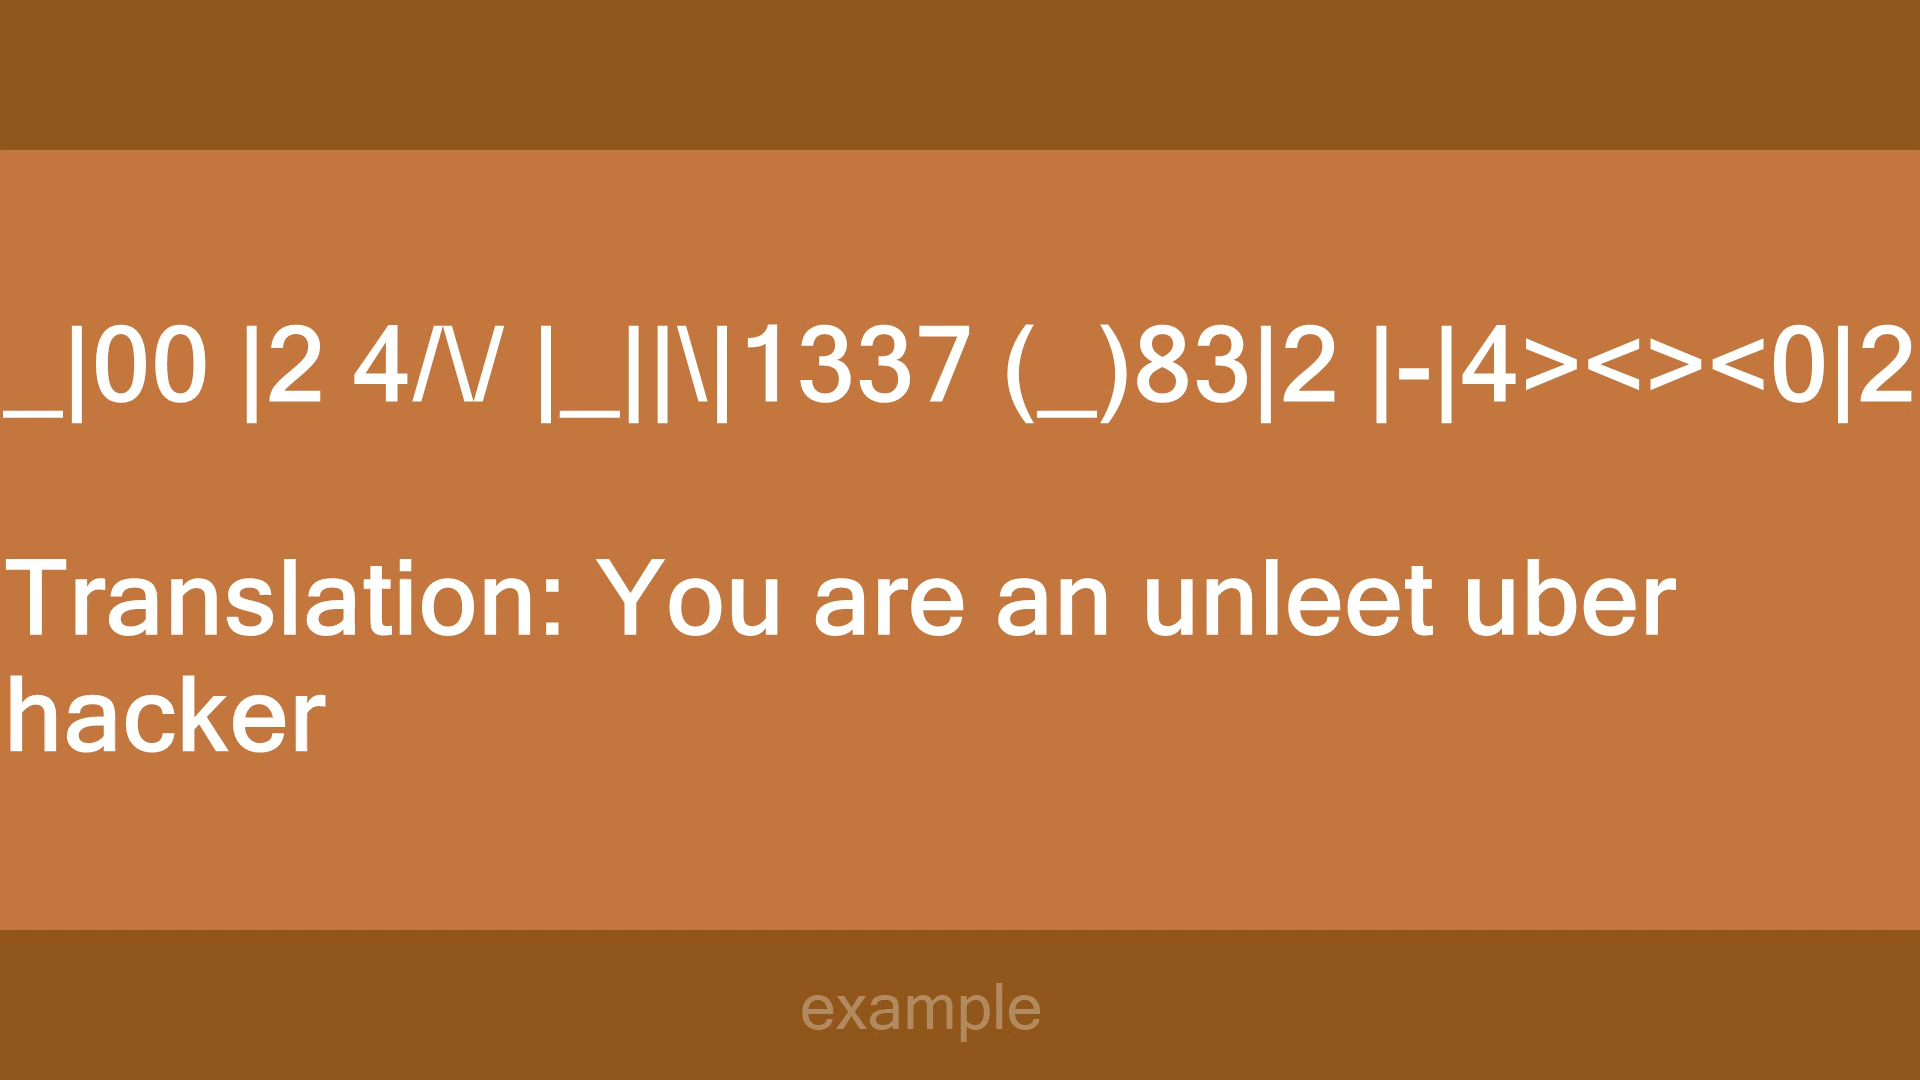 _|00 |2 4/\/ |_||\|1337 (_)83|2 |-|4><><0|2
Translation: You are an unleet uber
hacker
example